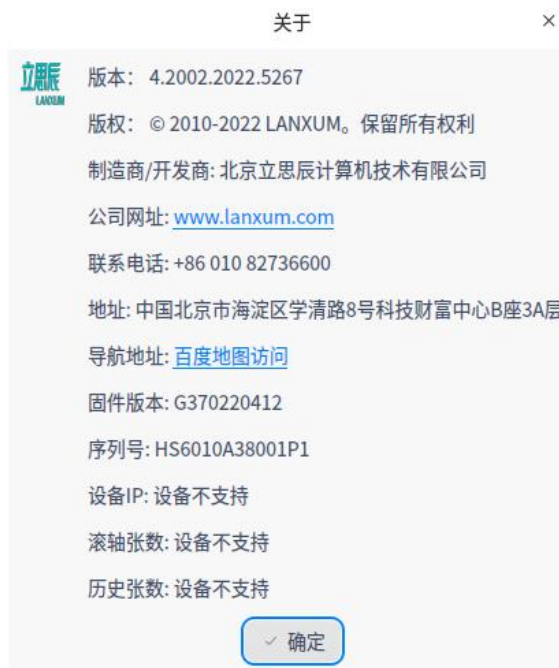 关于
立思辰
LANXUM
版本: 4.2002.2022.5267
版权: © 2010-2022 LANXUM。保留所有权利
制造商/开发商: 北京立思辰计算机技术有限公司
公司网址: www.lanxum.com
联系电话: +86 010 82736600
地址: 中国北京市海淀区学清路8号科技财富中心B座3A层
导航地址: 百度地图访问
固件版本: G370220412
序列号: HS6010A38001P1
设备IP: 设备不支持
滚轴张数: 设备不支持
历史张数: 设备不支持
确定